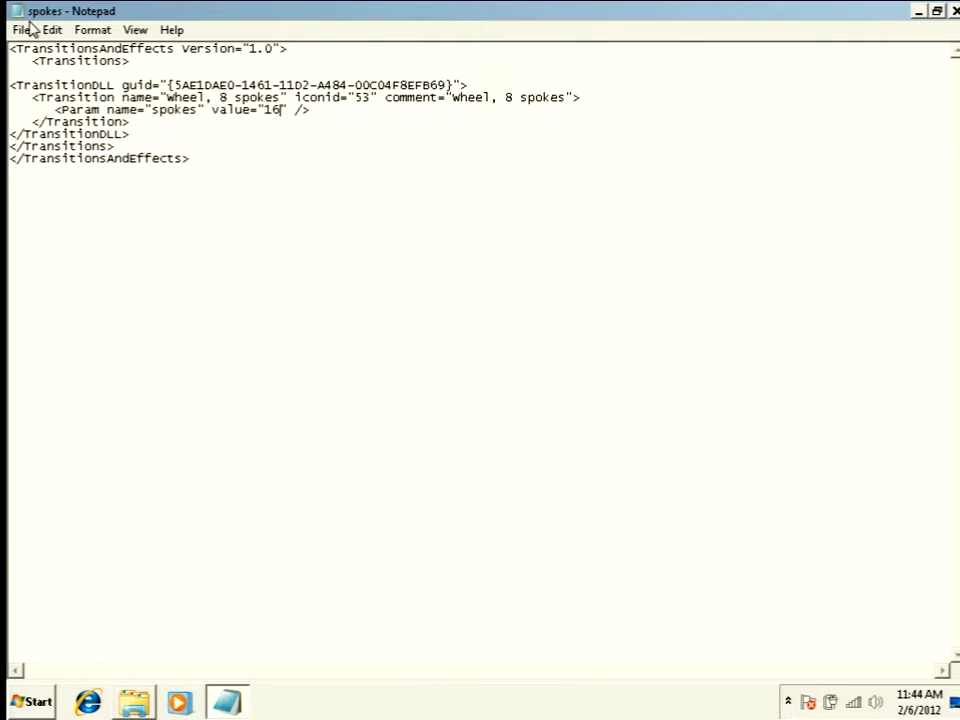 spokes - Notepad
File Edit Format View Help
<TransitionsAndEffects Version="1.0">
<Transitions>
<TransitionDLL guid="{5AE1DAE0-1461-11D2-A484-00C04F8EFB69}">
<Transition name="Wheel, 8 spokes" iconid="53" comment="Wheel, 8 spokes">
<Param name="spokes" value="16" />
</Transition>
</TransitionDLL>
</Transitions>
</TransitionsAndEffects>
Start
11:44 AM
2/6/2012